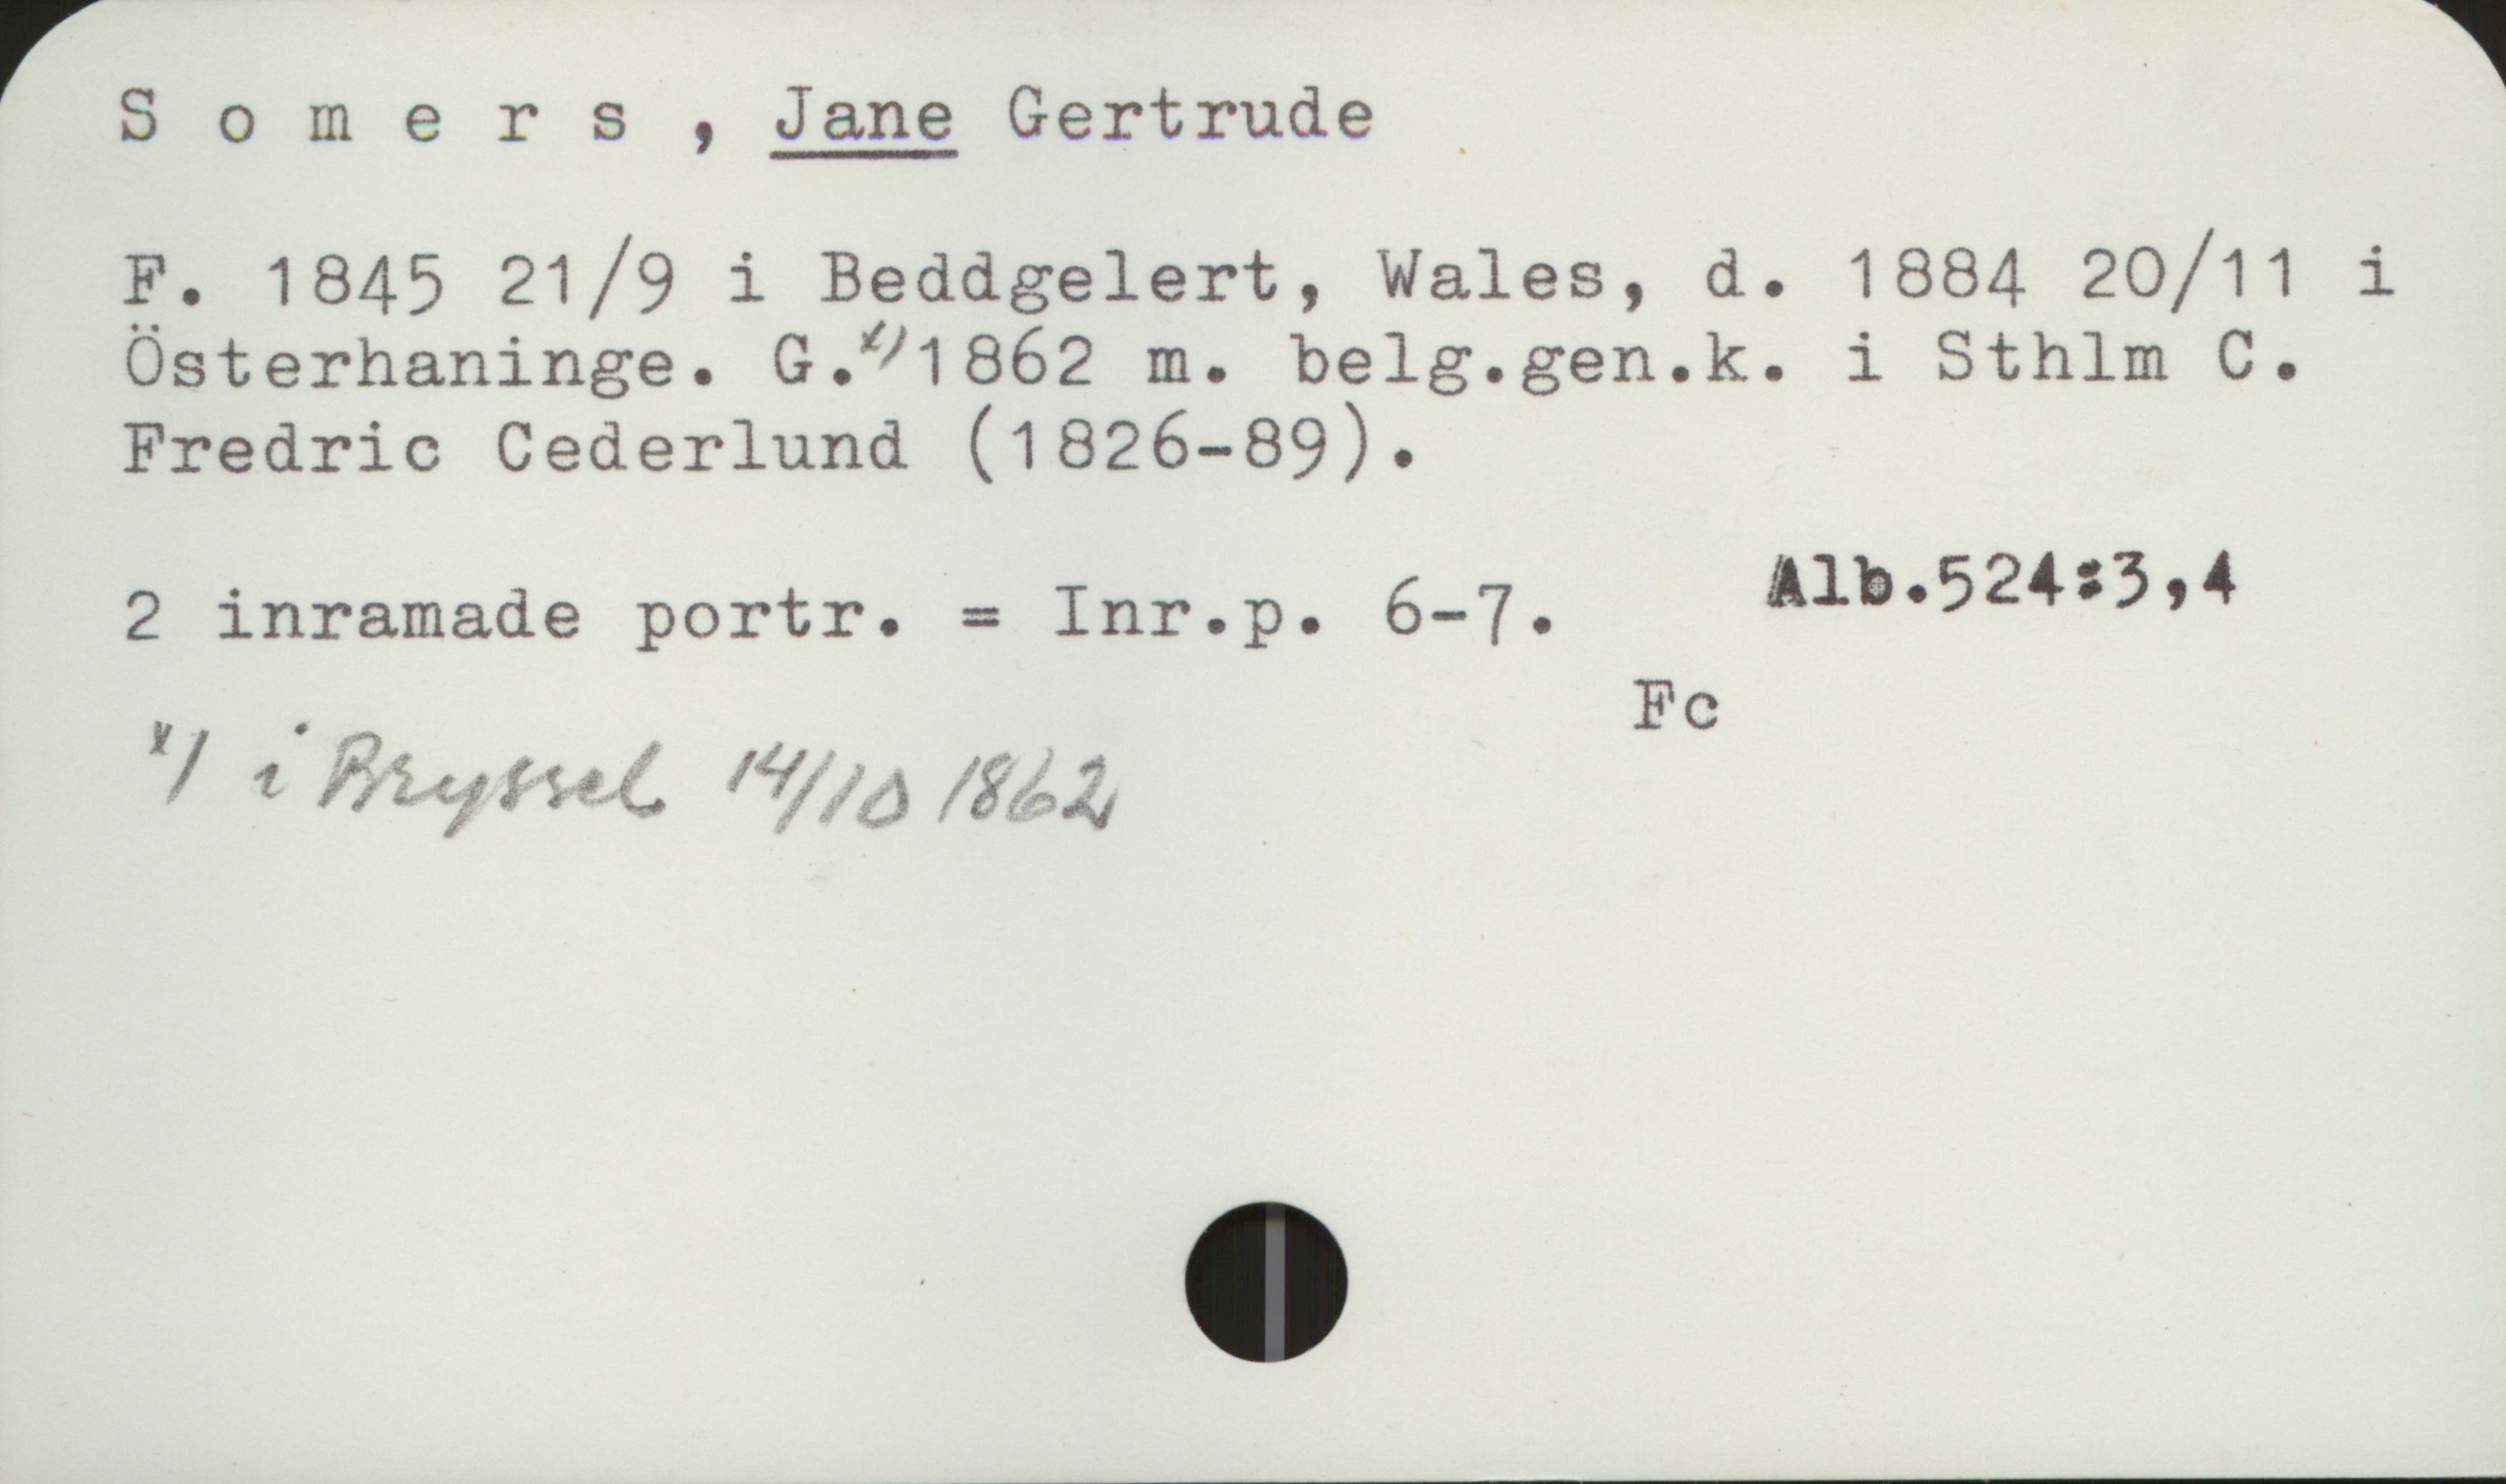 S o m e r s , Jane Gertrude
F. 1845 21/9 i Beddgelert, Wales, d. 1884 20/11 i
Österhaninge. G.x) 1862 m. belg.gen.k. i Sthlm C.
Fredric Cederlund (1826-89).
Alb.524:3,4
2 inramade portr. = Inr.p. 6-7.
Fc
x) i Bryssel 14/10 1862